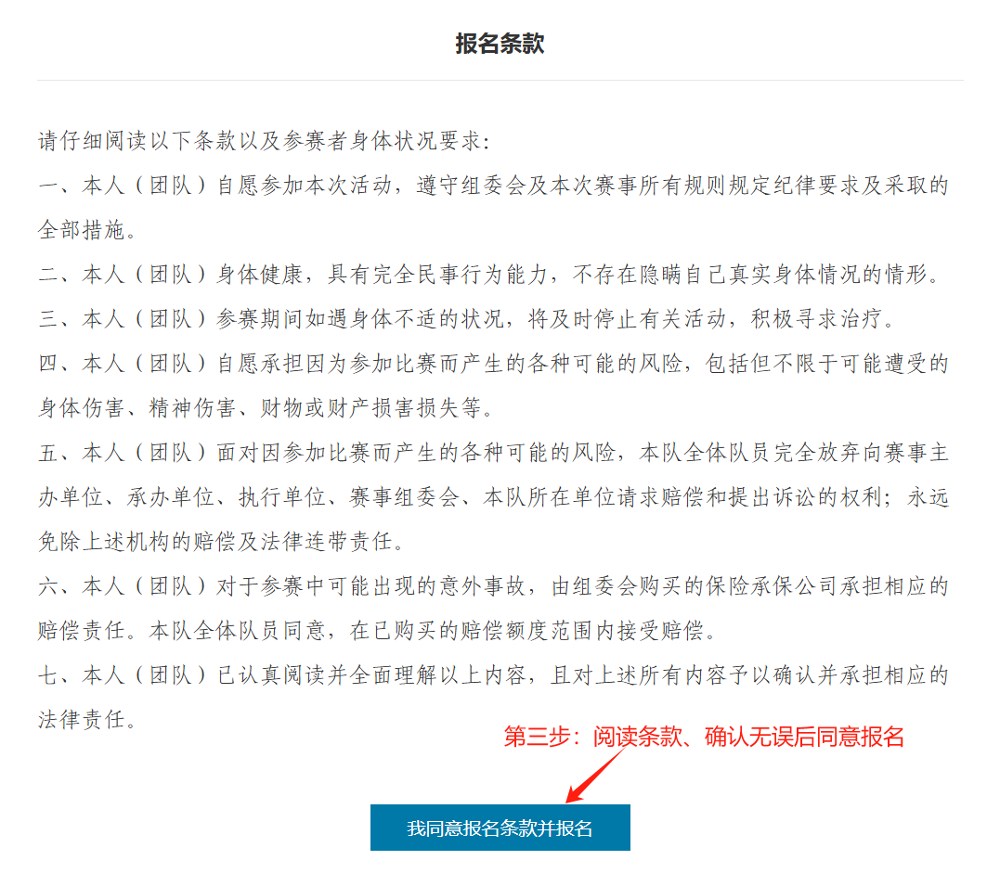 报名条款
请仔细阅读以下条款以及参赛者身体状况要求：
一、本人（团队）自愿参加本次活动，遵守组委会及本次赛事所有规则规定纪律要求及采取的
全部措施。
二、本人（团队）身体健康，具有完全民事行为能力，不存在隐瞒自己真实身体情况的情形。
三、本人（团队）参赛期间如遇身体不适的状况，将及时停止有关活动，积极寻求治疗。
四、本人（团队）自愿承担因为参加比赛而产生的各种可能的风险，包括但不限于可能遭受的
身体伤害、精神伤害、财物或财产损害损失等。
五、本人（团队）面对因参加比赛而产生的各种可能的风险，本队全体队员完全放弃向赛事主
办单位、承办单位、执行单位、赛事组委会、本队所在单位请求赔偿和提出诉讼的权利；永远
免除上述机构的赔偿及法律连带责任。
六、本人（团队）对于参赛中可能出现的意外事故，由组委会购买的保险承保公司承担相应的
赔偿责任。本队全体队员同意，在已购买的赔偿额度范围内接受赔偿。
七、本人（团队）已认真阅读并全面理解以上内容，且对上述所有内容予以确认并承担相应的
法律责任。
第三步：阅读条款、确认无误后同意报名
我同意报名条款并报名